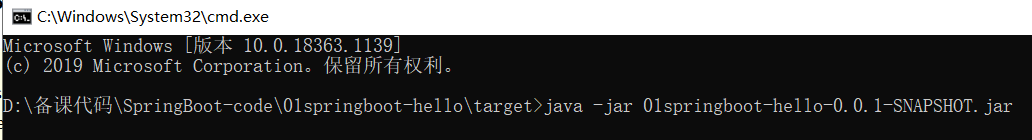 C:\Windows\System32\cmd.exe
Microsoft Windows [版本 10.0.18363.1139]
(c) 2019 Microsoft Corporation。保留所有权利。
D:\备课代码\SpringBoot-code\01springboot-hello\target>java -jar 01springboot-hello-0.0.1-SNAPSHOT.jar